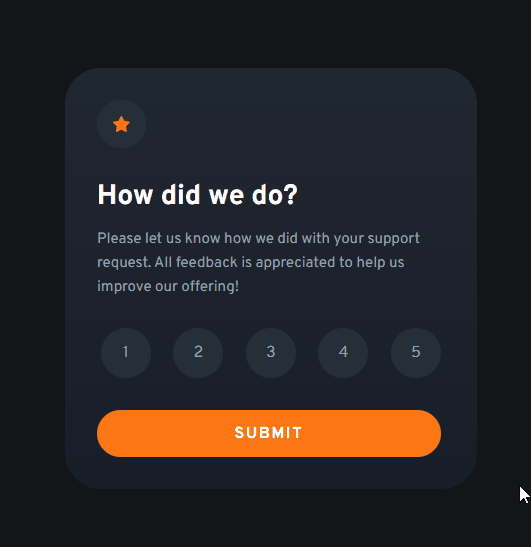 How did we do?
Please let us know how we did with your support
request. All feedback is appreciated to help us
improve our offering!
1 2 3 4 5
SUBMIT